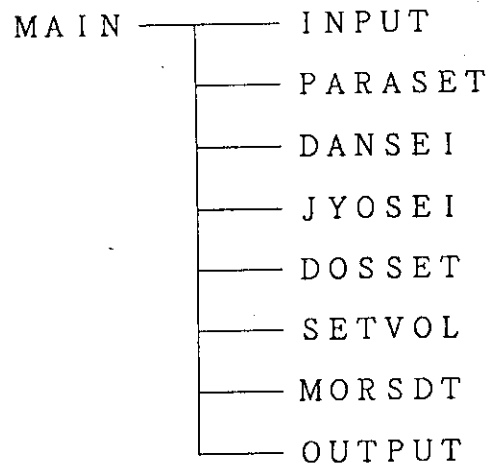 MAIN INPUT
PARASET
DANSEI
JYOSEI
DOSSET
SETVOL
MORSDT
OUTPUT